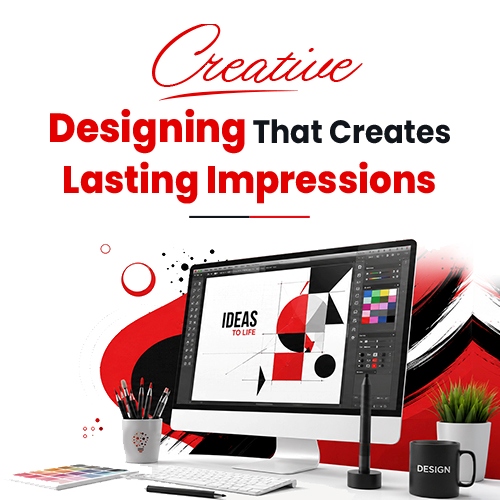 Creative
Designing That Creates
Lasting Impressions
IDEAS
TO LIFE
DESIGN